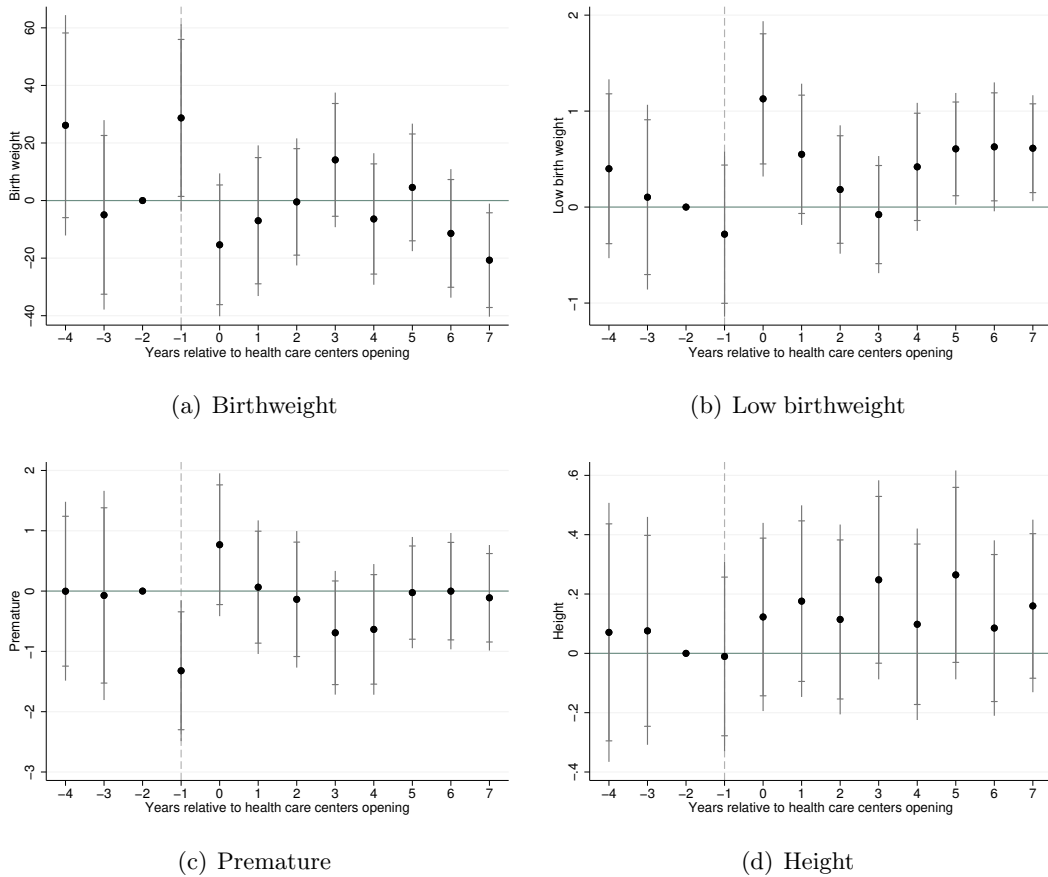 Birth weight
60
40
20
0
−20
−40
−4 −3 −2 −1 0 1 2 3 4 5 6 7
Years relative to health care centers opening
(a) Birthweight
Low birth weight
2
1
0
−1
−4 −3 −2 −1 0 1 2 3 4 5 6 7
Years relative to health care centers opening
(b) Low birthweight
Premature
2
1
0
−1
−2
−3
−4 −3 −2 −1 0 1 2 3 4 5 6 7
Years relative to health care centers opening
(c) Premature
Height
.6
.4
.2
0
−.2
−.4
−4 −3 −2 −1 0 1 2 3 4 5 6 7
Years relative to health care centers opening
(d) Height